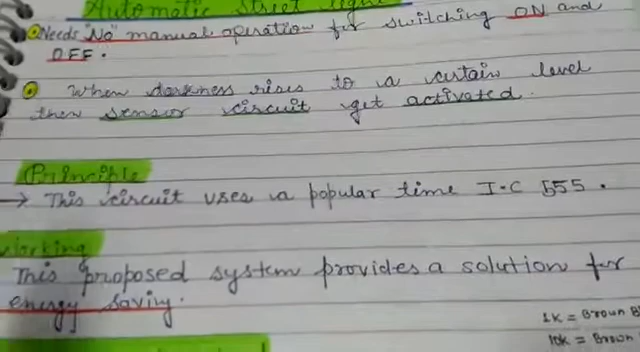 Automatic Street light
Needs "No" manual operation for switching ON and
OFF.
When darkness rises to a certain level
then sensor circuit get activated.
Principle
→ This circuit uses a popular time I.C 555.
Working
This proposed system provides a solution for
energy saving.
1K = Brown B
10K = Brown